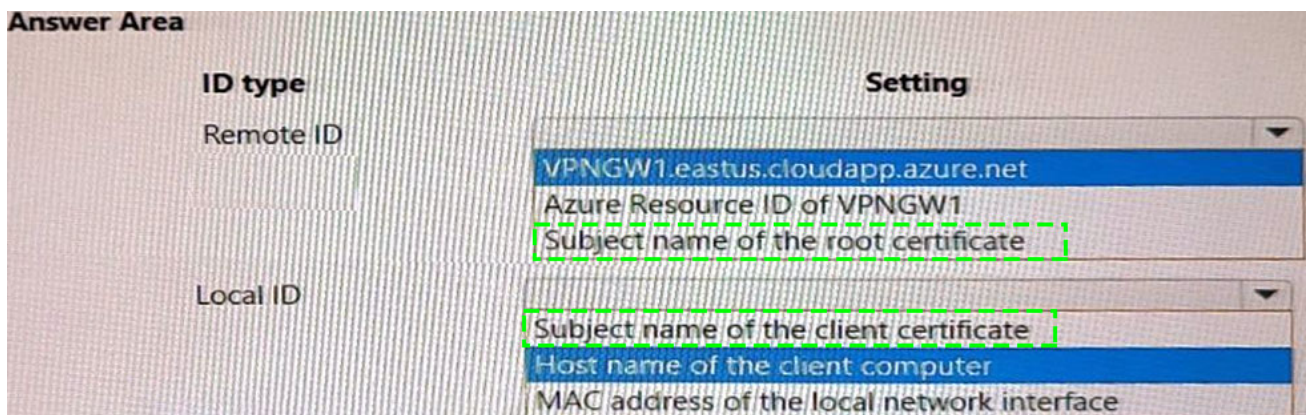 Answer Area
ID type Setting
Remote ID
VPNGW1.eastus.cloudapp.azure.net
Azure Resource ID of VPNGW1
Subject name of the root certificate
Local ID
Subject name of the client certificate
Host name of the client computer
MAC address of the local network interface